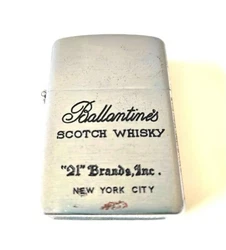 Ballantine's
SCOTCH WHISKY
"21" Brands, Inc.
NEW YORK CITY